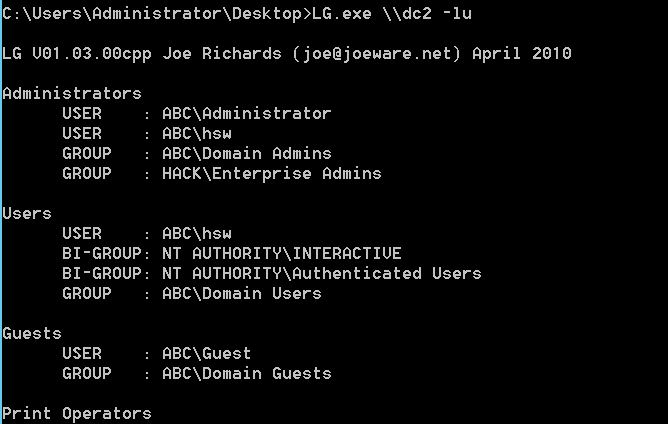 C:\Users\Administrator\Desktop>LG.exe \\dc2 -lu
LG V01.03.00cpp Joe Richards (joe@joeware.net) April 2010
Administrators
USER : ABC\Administrator
USER : ABC\hsw
GROUP : ABC\Domain Admins
GROUP : HACK\Enterprise Admins
Users
USER : ABC\hsw
BI-GROUP: NT AUTHORITY\INTERACTIVE
BI-GROUP: NT AUTHORITY\Authenticated Users
GROUP : ABC\Domain Users
Guests
USER : ABC\Guest
GROUP : ABC\Domain Guests
Print Operators